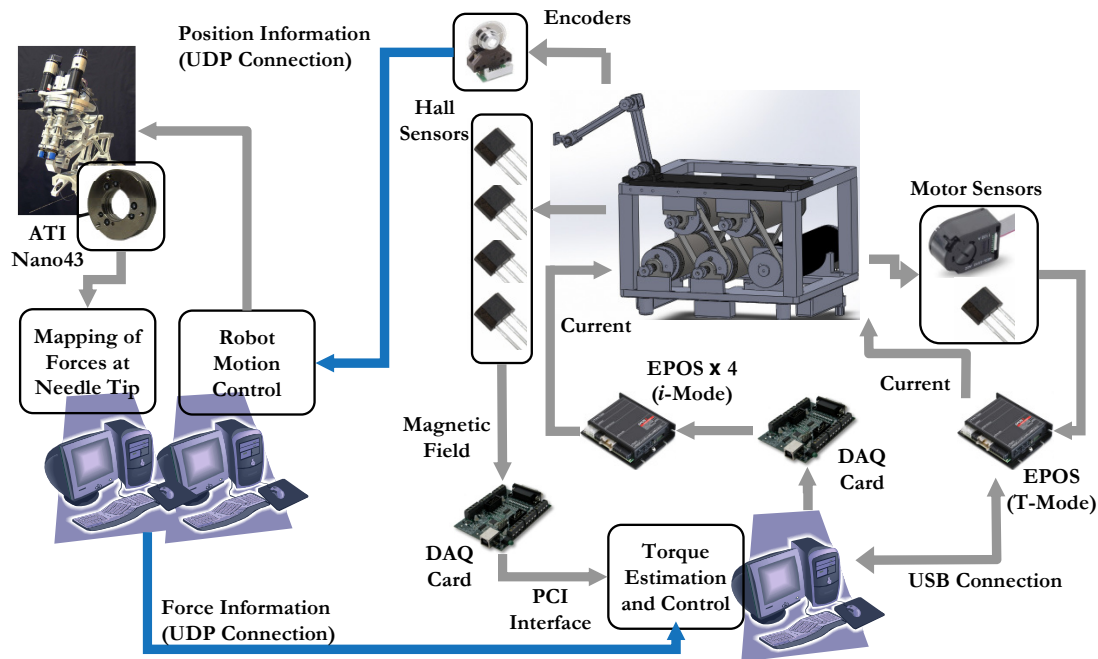 Position Information
(UDP Connection)
Encoders
Hall
Sensors
Motor Sensors
ATI
Nano43
Mapping of
Forces at
Needle Tip
Robot
Motion
Control
Current
EPOS x 4
(i-Mode)
Current
Magnetic
Field
DAQ
Card
EPOS
(T-Mode)
DAQ
Card
Torque
Estimation
and Control
USB Connection
PCI
Interface
Force Information
(UDP Connection)